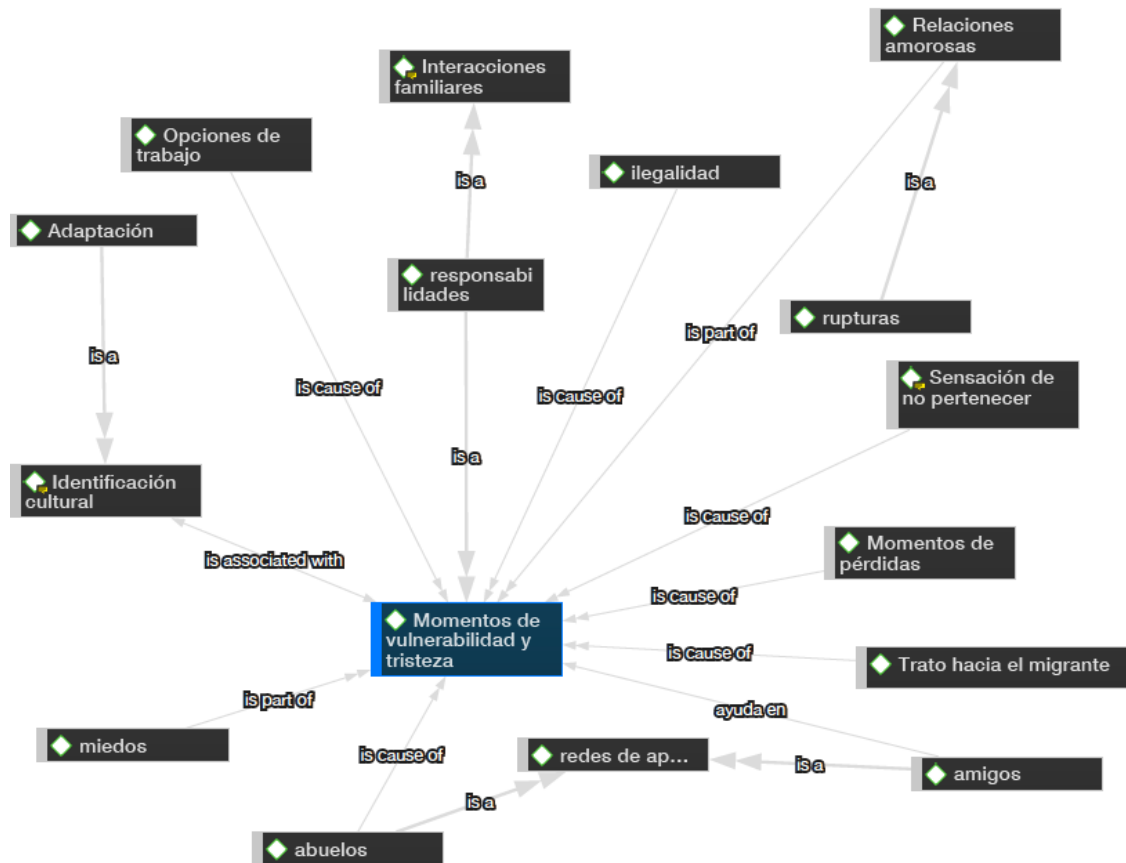 Relaciones
amorosas
Interacciones
familiares
Opciones de
trabajo
ilegalidad
is a
is a
Adaptación
responsabi
lidades
rupturas
is part of
is a
Sensación de
no pertenecer
is cause of
is cause of
is a
Identificación
cultural
is cause of
Momentos de
pérdidas
is associated with
is cause of
Momentos de
vulnerabilidad y
tristeza
is cause of
Trato hacia el migrante
is part of
ayuda en
miedos
is cause of
redes de ap...
is a
amigos
is a
abuelos